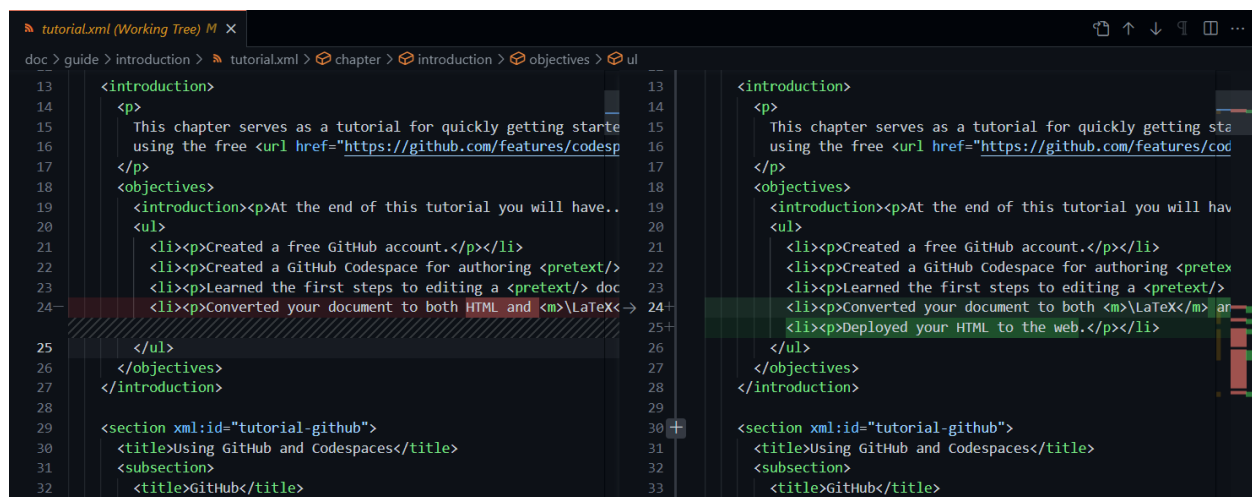 tutorial.xml (Working Tree) M
doc > guide > introduction > tutorial.xml > chapter > introduction > objectives > ul
13 <introduction>
14 <p>
15 This chapter serves as a tutorial for quickly getting starte
16 using the free <url href="https://github.com/features/codesp
17 </p>
18 <objectives>
19 <introduction><p>At the end of this tutorial you will have..
20 <ul>
21 <li><p>Created a free GitHub account.</p></li>
22 <li><p>Created a GitHub Codespace for authoring <pretext/>
23 <li><p>Learned the first steps to editing a <pretext/> doc
24— <li><p>Converted your document to both HTML and <m>\LaTeX<
25 </ul>
26 </objectives>
27 </introduction>
28
29 <section xml:id="tutorial-github">
30 <title>Using GitHub and Codespaces</title>
31 <subsection>
32 <title>GitHub</title>
13 <introduction>
14 <p>
15 This chapter serves as a tutorial for quickly getting sta
16 using the free <url href="https://github.com/features/cod
17 </p>
18 <objectives>
19 <introduction><p>At the end of this tutorial you will hav
20 <ul>
21 <li><p>Created a free GitHub account.</p></li>
22 <li><p>Created a GitHub Codespace for authoring <pretex
23 <li><p>Learned the first steps to editing a <pretext/>
24+ <li><p>Converted your document to both <m>\LaTeX</m> an
25+ <li><p>Deployed your HTML to the web.</p></li>
26 </ul>
27 </objectives>
28 </introduction>
29
30 <section xml:id="tutorial-github">
31 <title>Using GitHub and Codespaces</title>
32 <subsection>
33 <title>GitHub</title>